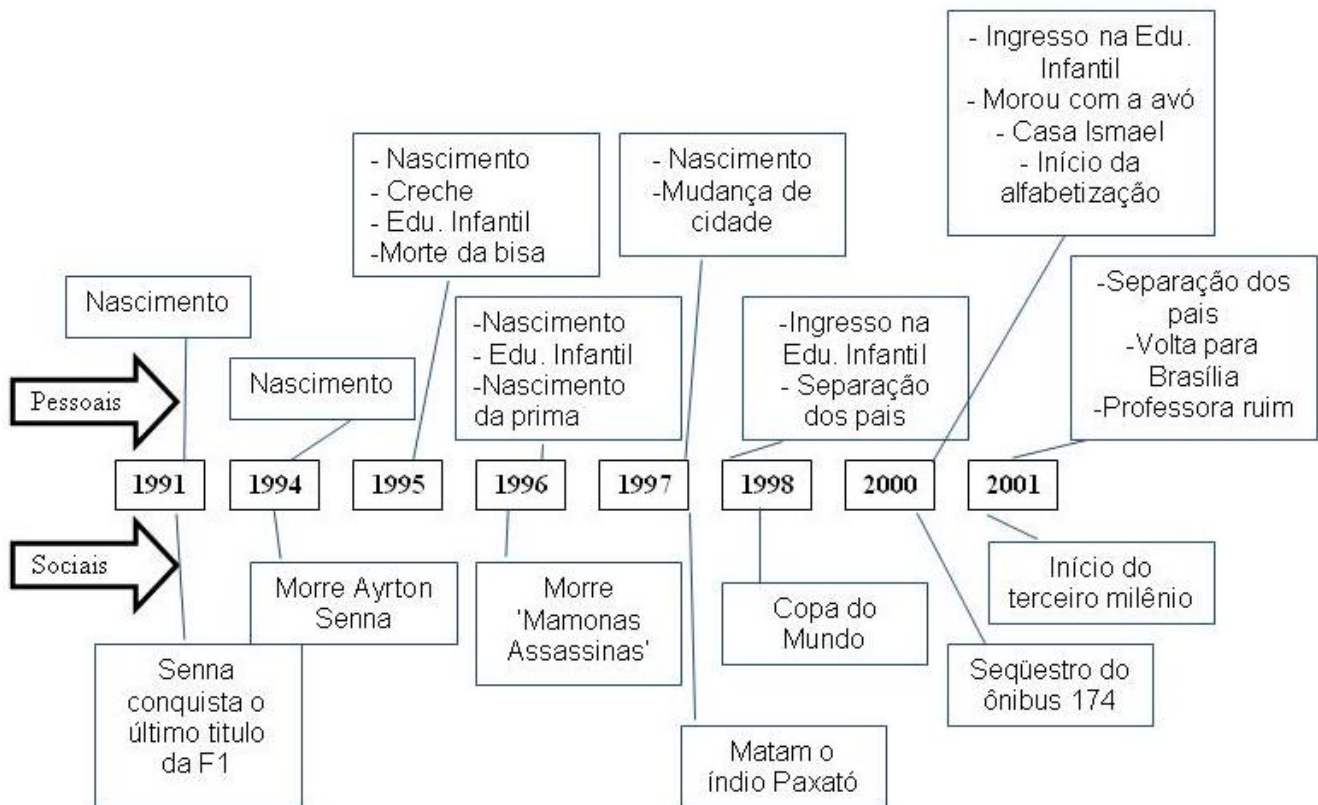 - Ingresso na Edu.
Infantil
- Morou com a avó
- Casa Ismael
- Início da
alfabetização
- Nascimento
- Creche
- Edu. Infantil
-Morte da bisa
- Nascimento
-Mudança de
cidade
Nascimento
-Separação dos
pais
-Volta para
Brasília
-Professora ruim
-Nascimento
- Edu. Infantil
-Nascimento
da prima
-Ingresso na
Edu. Infantil
- Separação
dos pais
Nascimento
Pessoais
1991
1994
1995
1996
1997
1998
2000
2001
Sociais
Morre Ayrton
Senna
Morre
'Mamonas
Assassinas'
Copa do
Mundo
Início do
terceiro milênio
Senna
conquista o
último titulo
da F1
Seqüestro do
ônibus 174
Matam o
índio Paxató